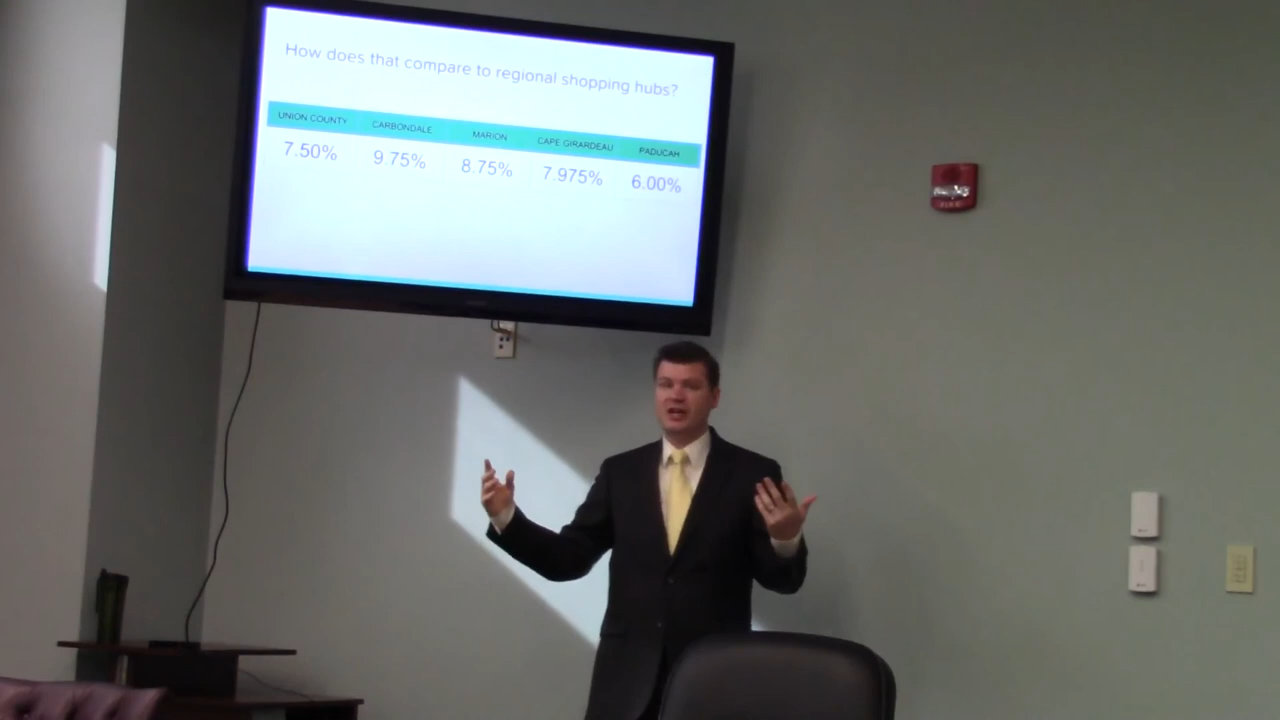 How does that compare to regional shopping hubs?
UNION COUNTY CARBONDALE MARION CAPE GIRARDEAU PADUCAH
7.50% 9.75% 8.75% 7.975% 6.00%
FIRE